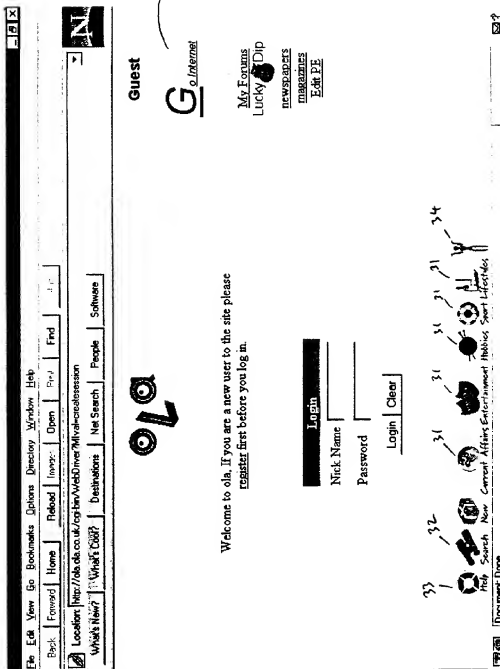 File Edit View Go Bookmarks Options Directory Window Help
Back Forward Home Reload Images Open Print Find
Location: http://ola.ola.co.uk/cgi-bin/WebDriver?MIval=createsession
What's New? What's Cool? Destinations Net Search People Software
N
ola
Guest
Go Internet
Welcome to ola, If you are a new user to the site please
register first before you log in.
My Forums
Lucky Dip
newspapers
magazines
Edit PE
Login
Nick Name
Password
Login Clear
33 32 31 31 31 31 31 34
Help Search New Current Affairs Entertainment Hobbies Sport Lifestyles
Document: Done